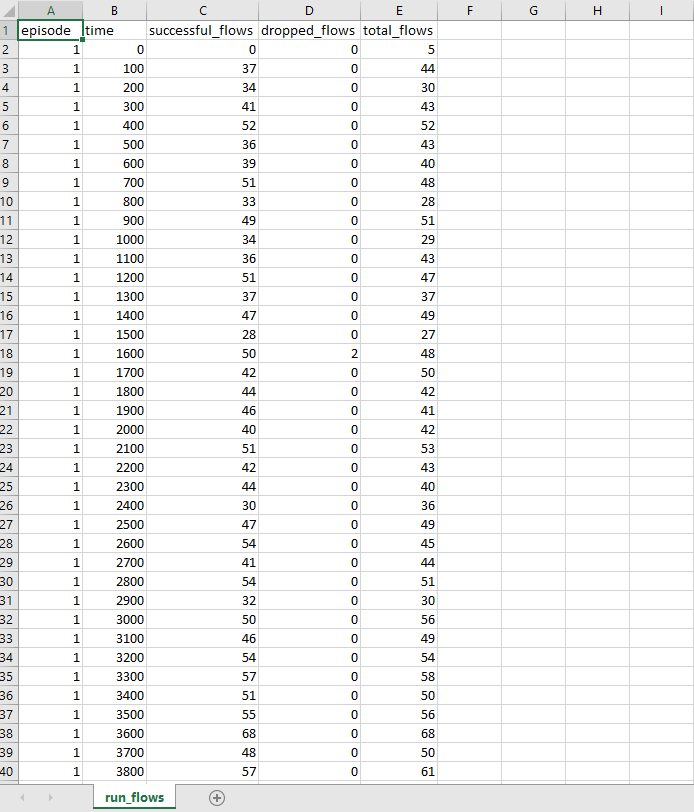 A B C D E F G H I
1 episode time successful_flows dropped_flows total_flows
2 1 0 0 0 5
3 1 100 37 0 44
4 1 200 34 0 30
5 1 300 41 0 43
6 1 400 52 0 52
7 1 500 36 0 43
8 1 600 39 0 40
9 1 700 51 0 48
10 1 800 33 0 28
11 1 900 49 0 51
12 1 1000 34 0 29
13 1 1100 36 0 43
14 1 1200 51 0 47
15 1 1300 37 0 37
16 1 1400 47 0 49
17 1 1500 28 0 27
18 1 1600 50 2 48
19 1 1700 42 0 50
20 1 1800 44 0 42
21 1 1900 46 0 41
22 1 2000 40 0 42
23 1 2100 51 0 53
24 1 2200 42 0 43
25 1 2300 44 0 40
26 1 2400 30 0 36
27 1 2500 47 0 49
28 1 2600 54 0 45
29 1 2700 41 0 44
30 1 2800 54 0 51
31 1 2900 32 0 30
32 1 3000 50 0 56
33 1 3100 46 0 49
34 1 3200 54 0 54
35 1 3300 57 0 58
36 1 3400 51 0 50
37 1 3500 55 0 56
38 1 3600 68 0 68
39 1 3700 48 0 50
40 1 3800 57 0 61
run_flows